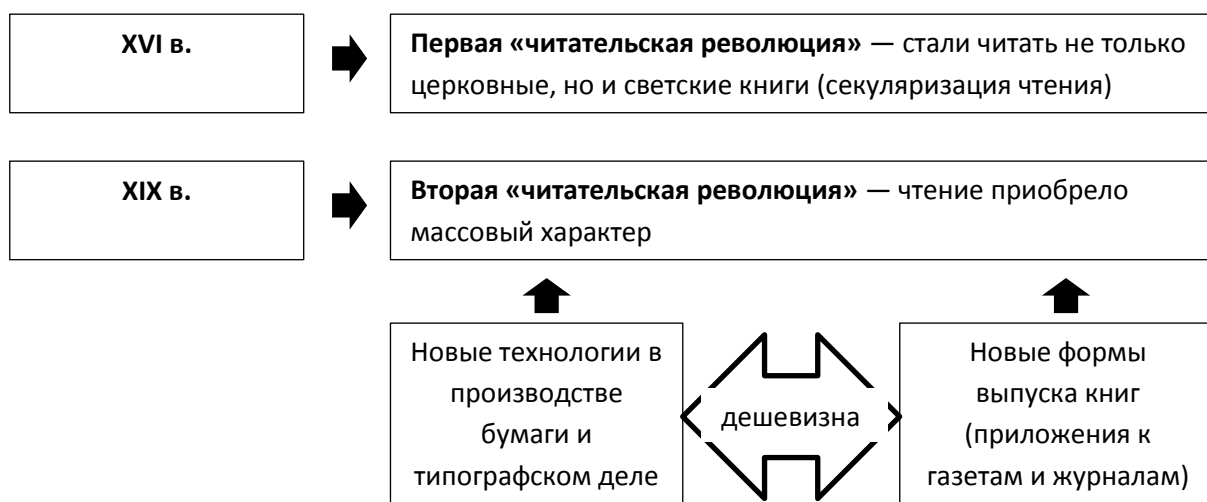 XVI в.
Первая «читательская революция» — стали читать не только
церковные, но и светские книги (секуляризация чтения)
XIX в.
Вторая «читательская революция» — чтение приобрело
массовый характер
Новые технологии в
производстве
бумаги и
типографском деле
дешевизна
Новые формы
выпуска книг
(приложения к
газетам и журналам)